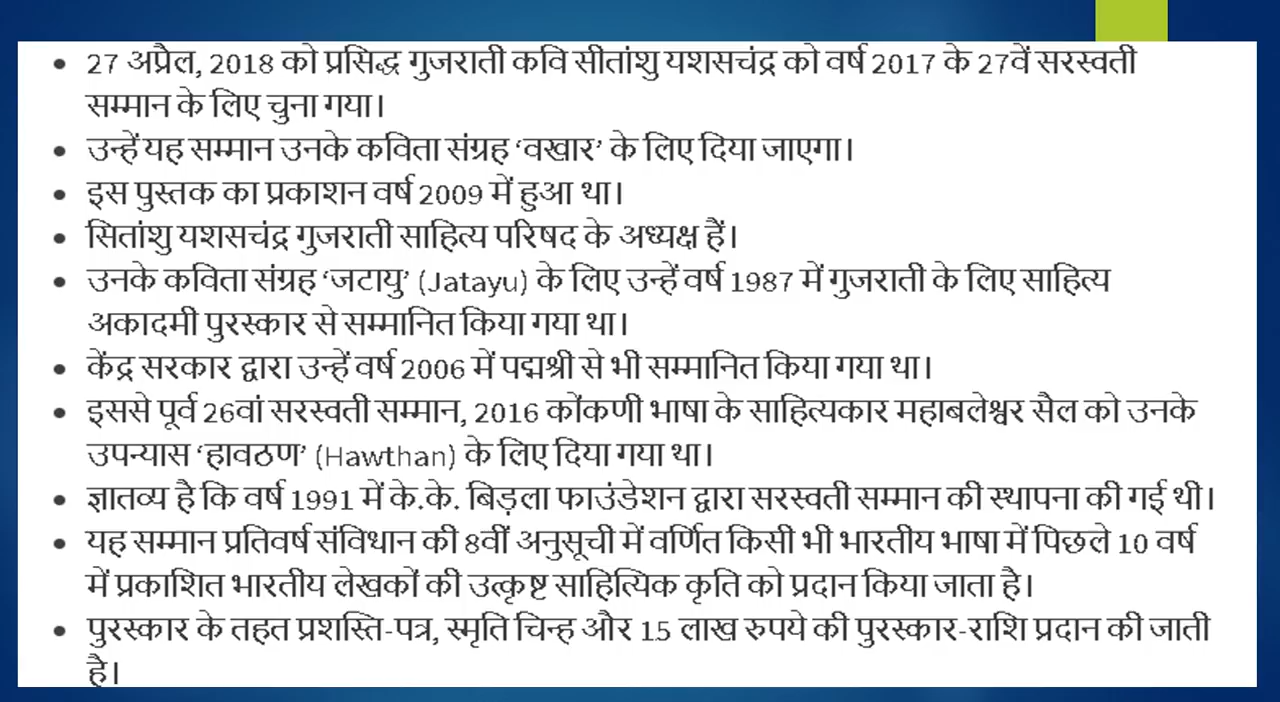 • 27 अप्रैल, 2018 को प्रसिद्ध गुजराती कवि सीतांशु यशसचंद्र को वर्ष 2017 के 27वें सरस्वती
सम्मान के लिए चुना गया।
• उन्हें यह सम्मान उनके कविता संग्रह ‘वखार’ के लिए दिया जाएगा।
• इस पुस्तक का प्रकाशन वर्ष 2009 में हुआ था।
• सितांशु यशसचंद्र गुजराती साहित्य परिषद के अध्यक्ष हैं।
• उनके कविता संग्रह ‘जटायु’ (Jatayu) के लिए उन्हें वर्ष 1987 में गुजराती के लिए साहित्य
अकादमी पुरस्कार से सम्मानित किया गया था।
• केंद्र सरकार द्वारा उन्हें वर्ष 2006 में पद्मश्री से भी सम्मानित किया गया था।
• इससे पूर्व 26वां सरस्वती सम्मान, 2016 कोंकणी भाषा के साहित्यकार महाबलेश्वर सैल को उनके
उपन्यास ‘हावठण’ (Hawthan) के लिए दिया गया था।
• ज्ञातव्य है कि वर्ष 1991 में के.के. बिड़ला फाउंडेशन द्वारा सरस्वती सम्मान की स्थापना की गई थी।
• यह सम्मान प्रतिवर्ष संविधान की 8वीं अनुसूची में वर्णित किसी भी भारतीय भाषा में पिछले 10 वर्ष
में प्रकाशित भारतीय लेखकों की उत्कृष्ट साहित्यिक कृति को प्रदान किया जाता है।
• पुरस्कार के तहत प्रशस्ति-पत्र, स्मृति चिन्ह और 15 लाख रुपये की पुरस्कार-राशि प्रदान की जाती
है।